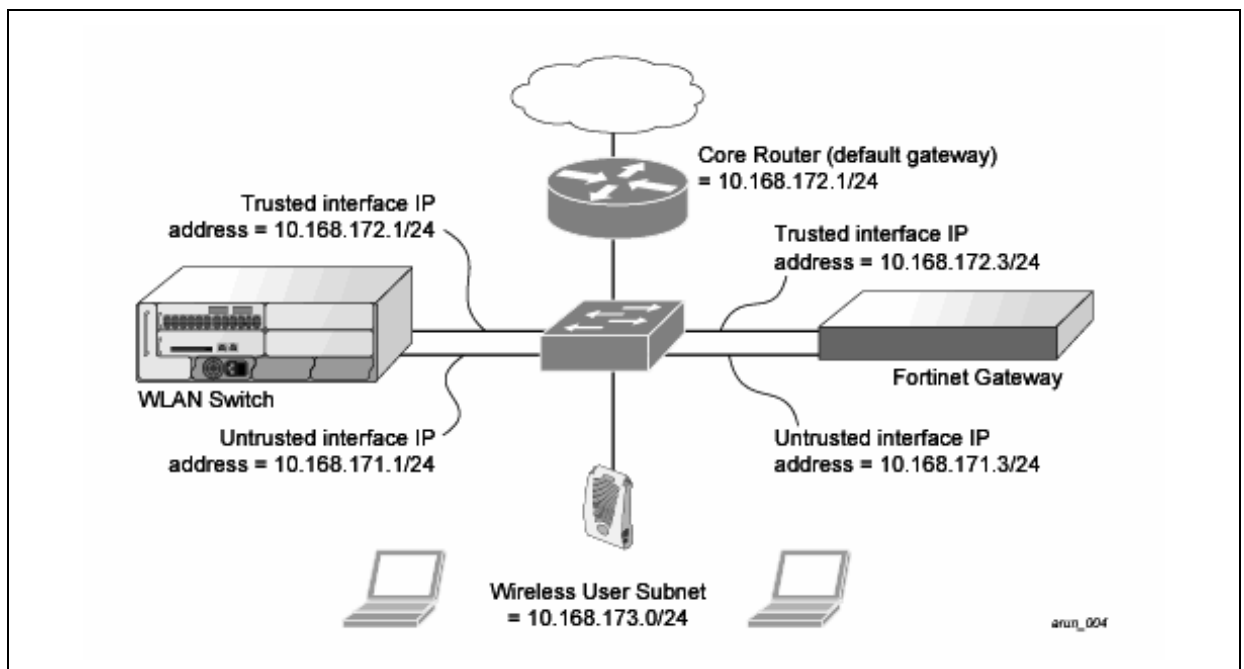 Core Router (default gateway)
= 10.168.172.1/24
Trusted interface IP
address = 10.168.172.1/24
Trusted interface IP
address = 10.168.172.3/24
WLAN Switch
Fortinet Gateway
Untrusted interface IP
address = 10.168.171.1/24
Untrusted interface IP
address = 10.168.171.3/24
Wireless User Subnet
= 10.168.173.0/24
arun_004